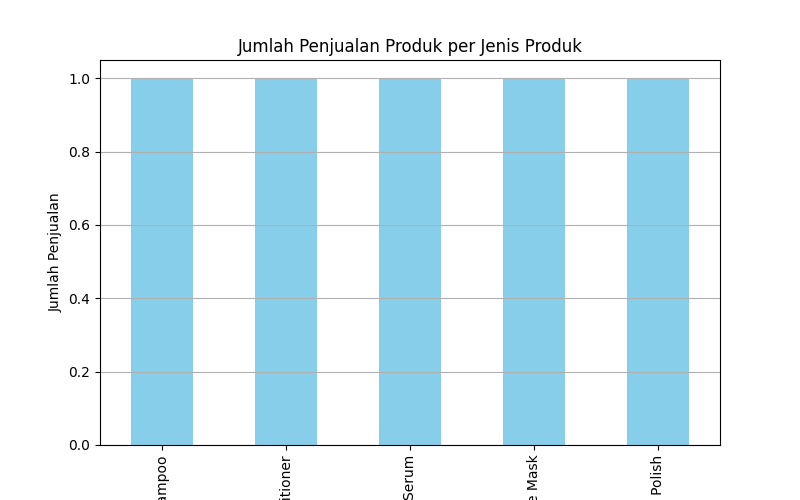 Jumlah Penjualan Produk per Jenis Produk
Jumlah Penjualan
1.0
0.8
0.6
0.4
0.2
0.0
ampoo
itioner
Serum
e Mask
Polish